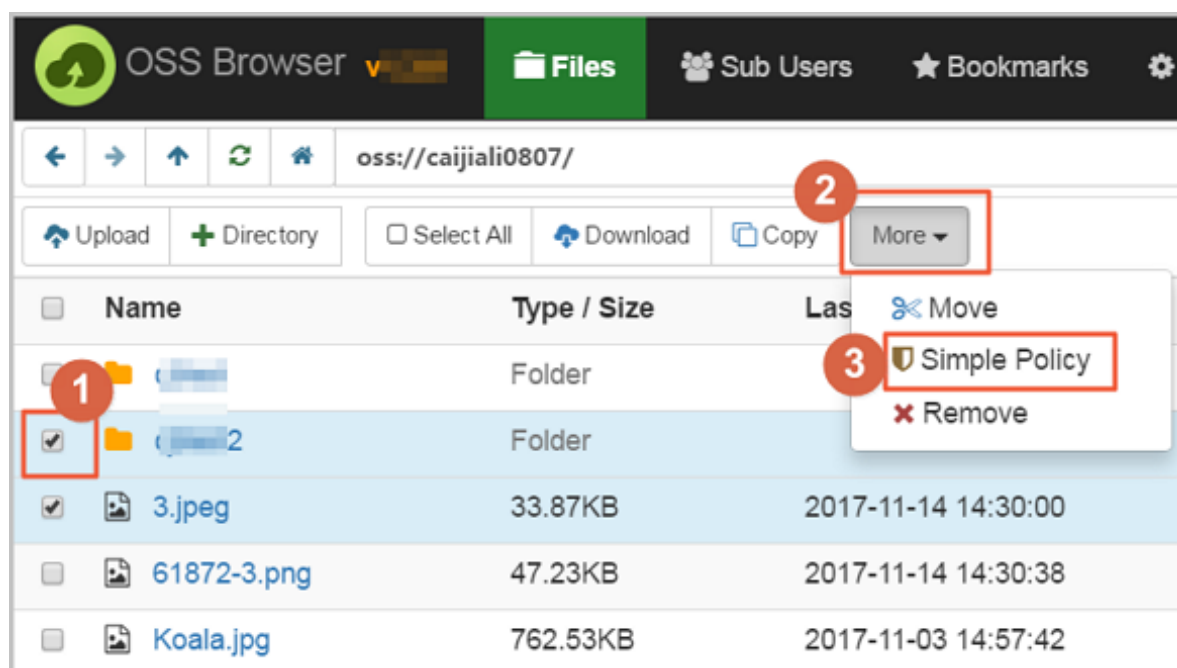 OSS Browser v
Files
Sub Users
Bookmarks
oss://caijiali0807/
2
Upload
Directory
Select All
Download
Copy
More
Name
Type / Size
Las
Move
3
Simple Policy
Remove
1
Folder
2
Folder
3.jpeg
33.87KB
2017-11-14 14:30:00
61872-3.png
47.23KB
2017-11-14 14:30:38
Koala.jpg
762.53KB
2017-11-03 14:57:42